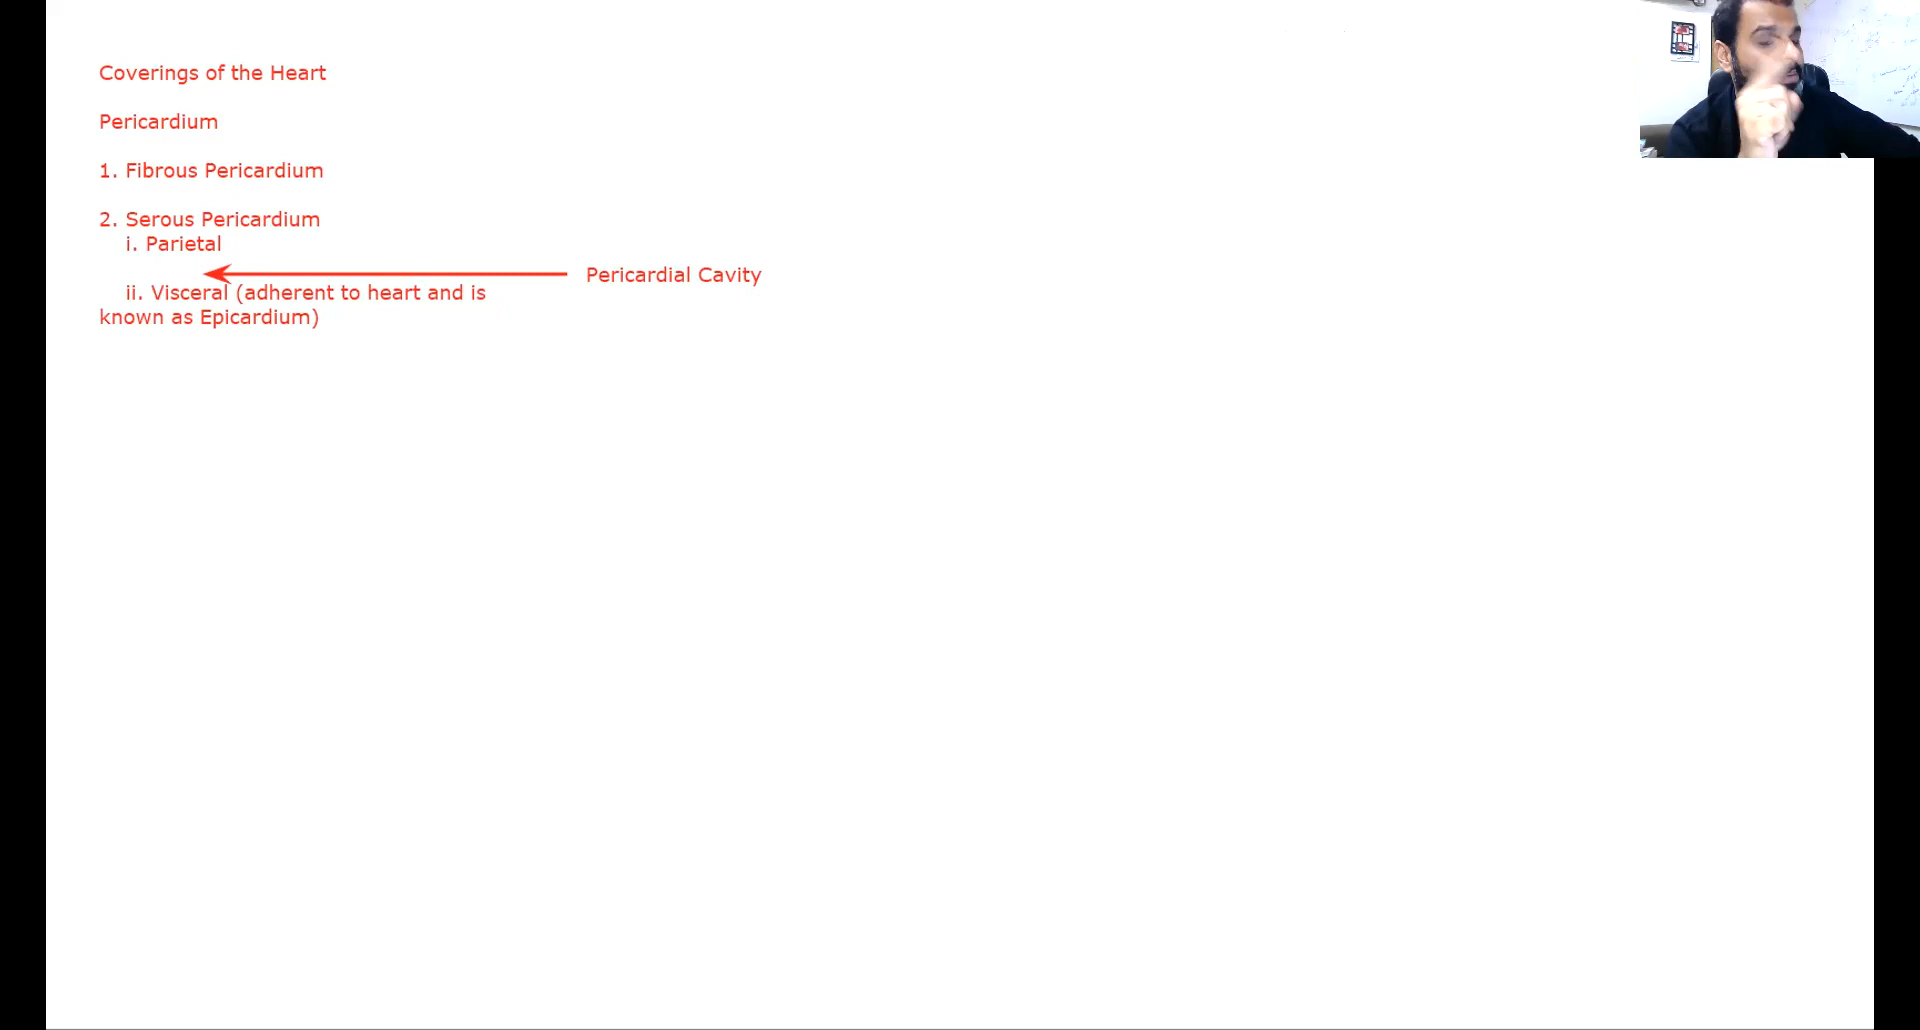 Coverings of the Heart
Pericardium
1. Fibrous Pericardium
2. Serous Pericardium
i. Parietal
Pericardial Cavity
ii. Visceral (adherent to heart and is
known as Epicardium)